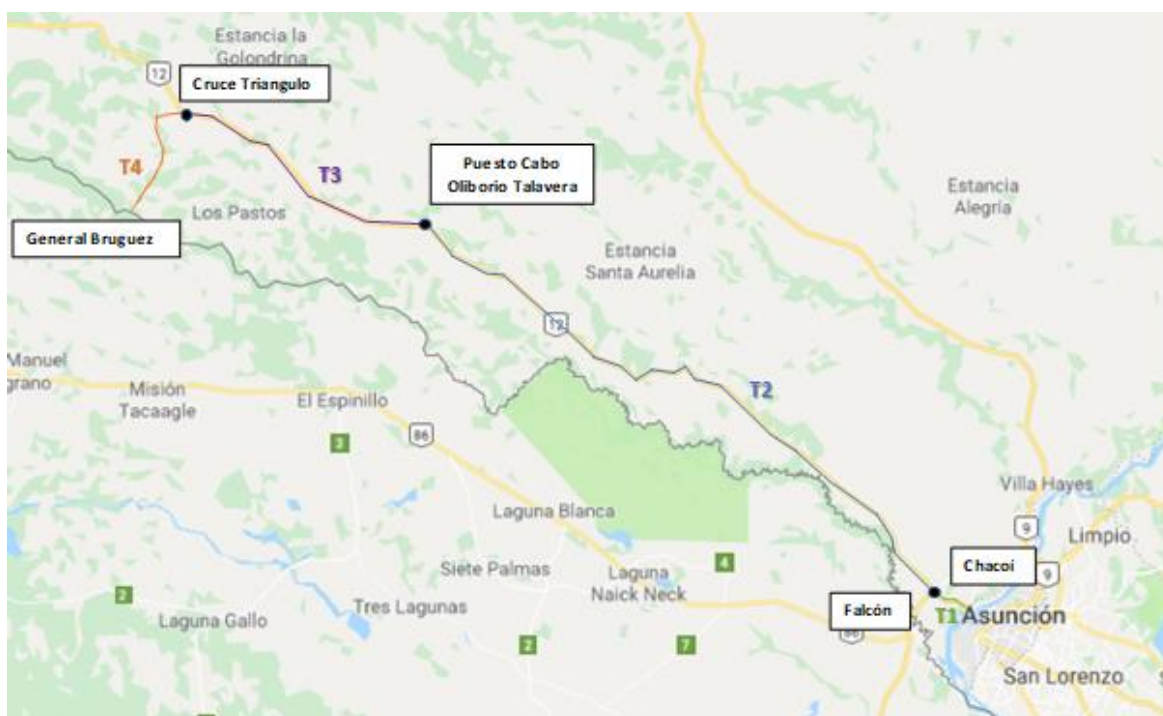 Estancia la
Golondrina
12
Cruce Triangulo
T4
T3
Puesto Cabo
Oliborio Talavera
Estancia
Alegría
Los Pastos
General Bruguez
Estancia
Santa Aurelia
12
Manuel
grano
Misión
Tacaagle
El Espinillo
T2
86
3
Villa Hayes
Laguna Blanca
9
Limpio
Siete Palmas
Laguna
Naick Neck
4
Chacoi
9
2
Tres Lagunas
Falcón
Laguna Gallo
T1
Asunción
86
2
7
San Lorenzo